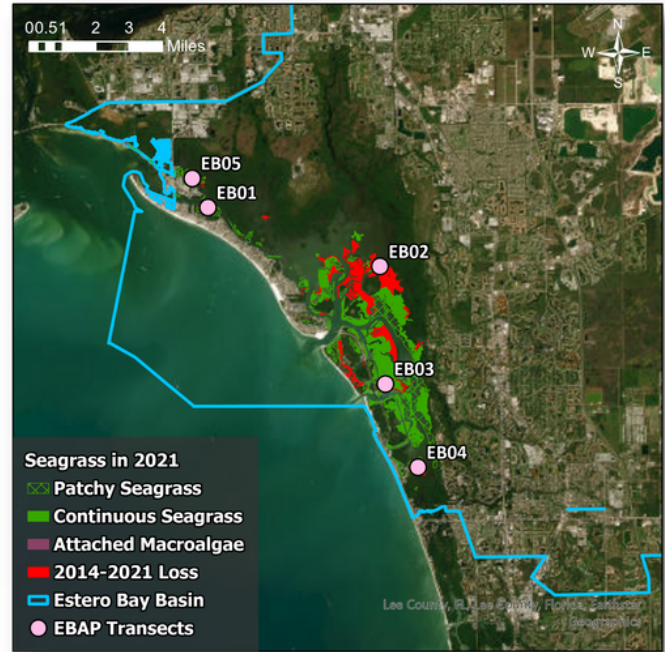 00.51 2 3 4
Miles
N
W E
S
EB05
EB01
EB02
EB03
EB04
Seagrass in 2021
Patchy Seagrass
Continuous Seagrass
Attached Macroalgae
2014-2021 Loss
Estero Bay Basin
EBAP Transects
Lee County, FL, Lee County, Florida, Earthstar
Geographics